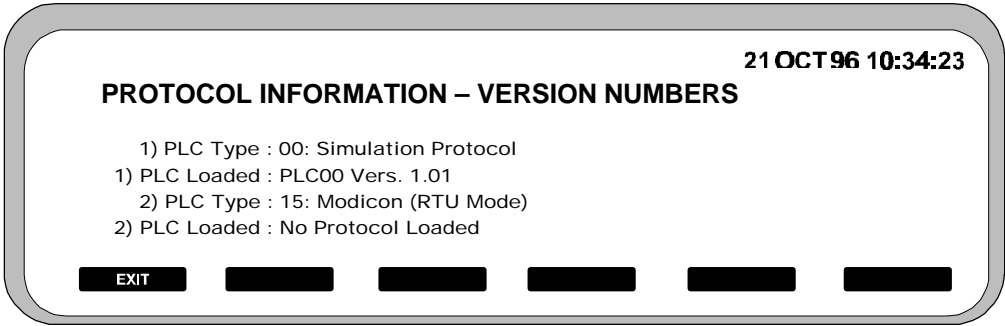 21 OCT 96 10:34:23
PROTOCOL INFORMATION – VERSION NUMBERS
1) PLC Type : 00: Simulation Protocol
1) PLC Loaded : PLC00 Vers. 1.01
2) PLC Type : 15: Modicon (RTU Mode)
2) PLC Loaded : No Protocol Loaded
EXIT